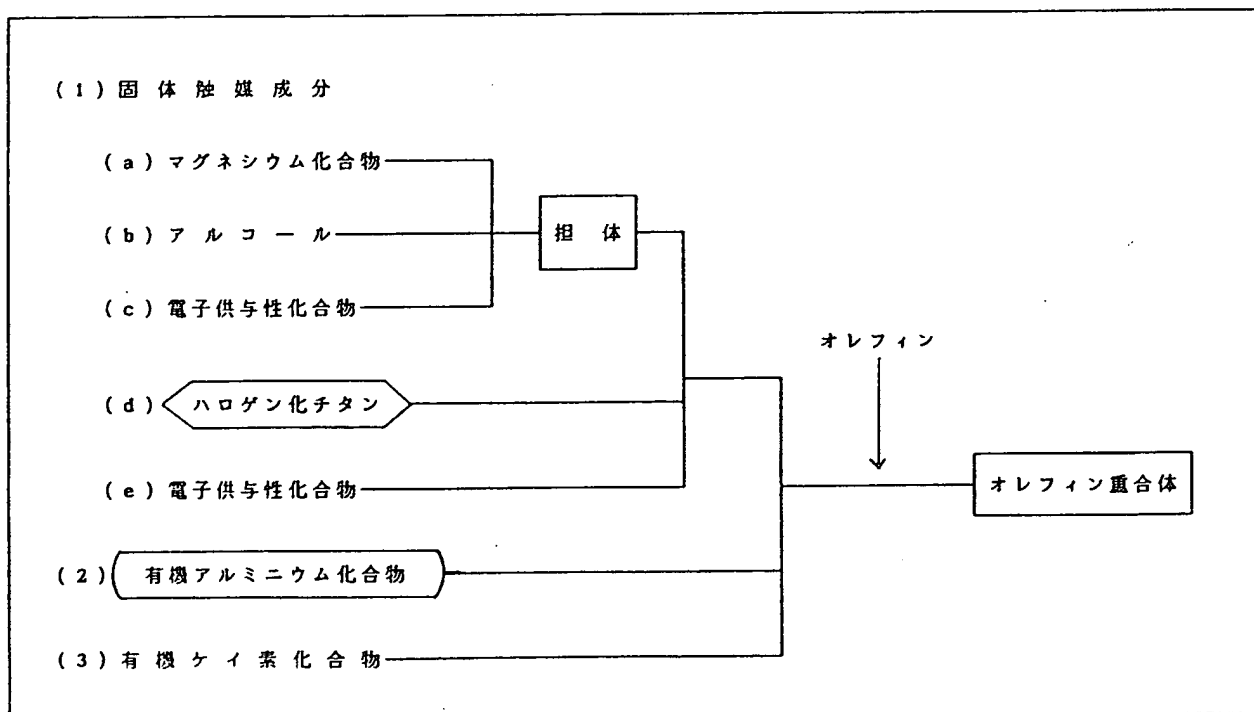 (1)固体触媒成分
(a)マグネシウム化合物
(b)アルコール
担体
(c)電子供与性化合物
オレフィン
(d)ハロゲン化チタン
(e)電子供与性化合物
オレフィン重合体
(2)有機アルミニウム化合物
(3)有機ケイ素化合物